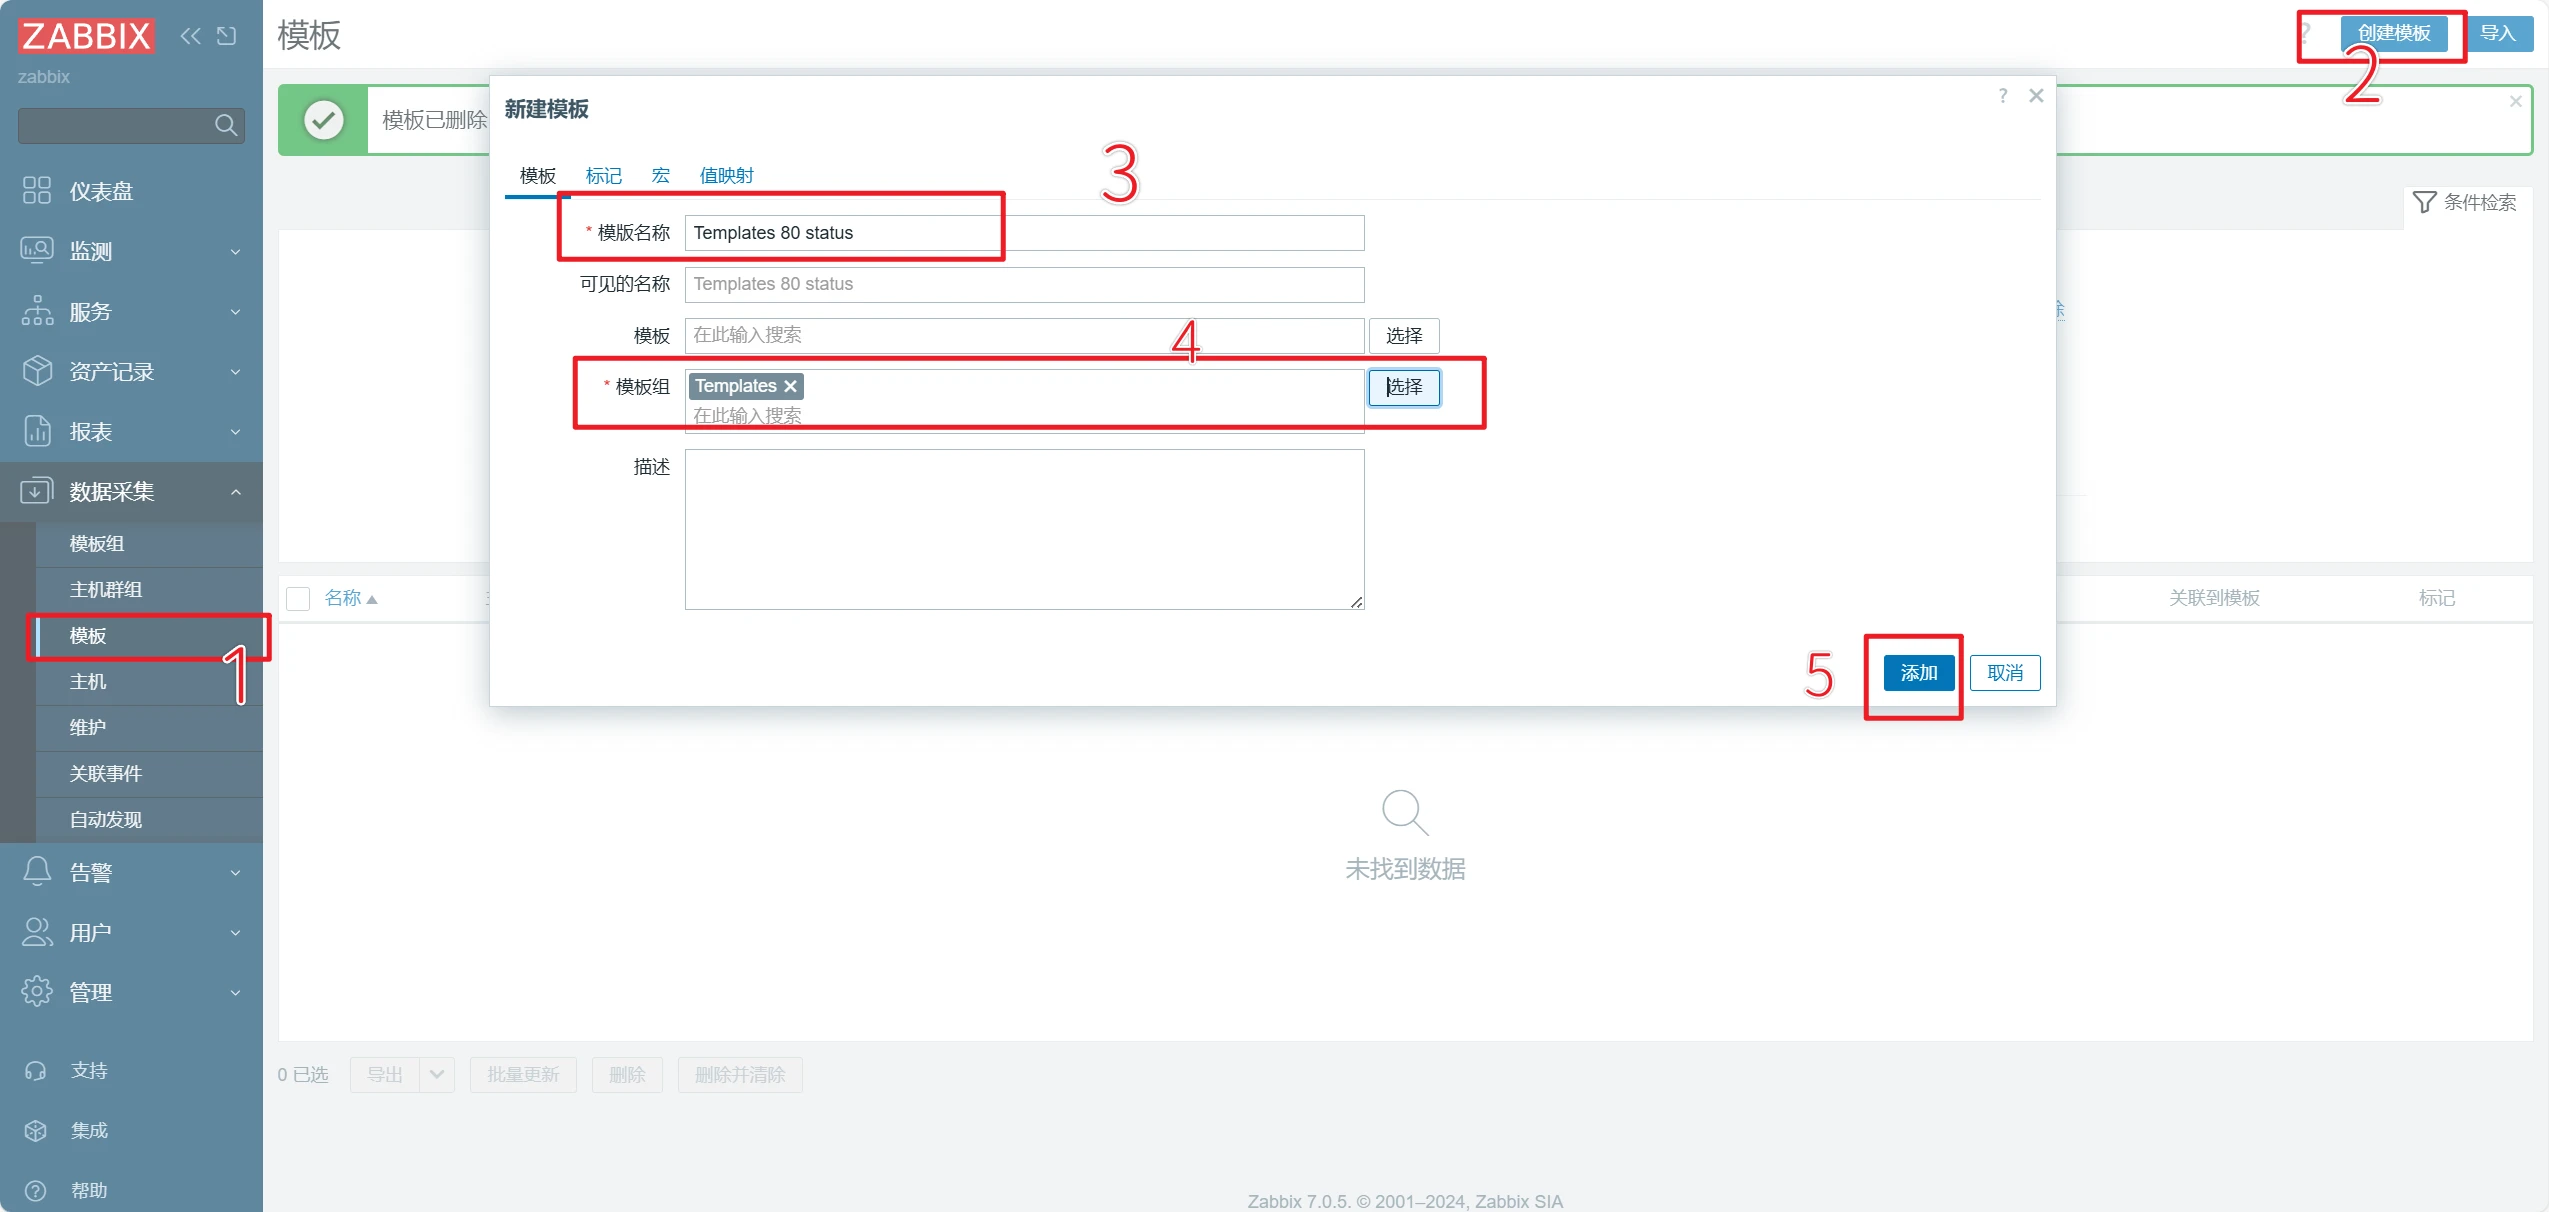 ZABBIX
zabbix
仪表盘
监测
服务
资产记录
报表
数据采集
模板组
主机群组
模板
1
主机
维护
关联事件
自动发现
告警
用户
管理
支持
集成
帮助
模板
? 创建模板 导入
2
模板已删除
条件检索
新建模板
?
3
模板 标记 宏 值映射
* 模版名称 Templates 80 status
可见的名称 Templates 80 status
模板 在此输入搜索 选择
4
* 模板组 Templates 选择
在此输入搜索
描述
5 添加 取消
名称 关联到模板 标记
未找到数据
0 已选 导出 批量更新 删除 删除并清除
Zabbix 7.0.5. © 2001–2024, Zabbix SIA